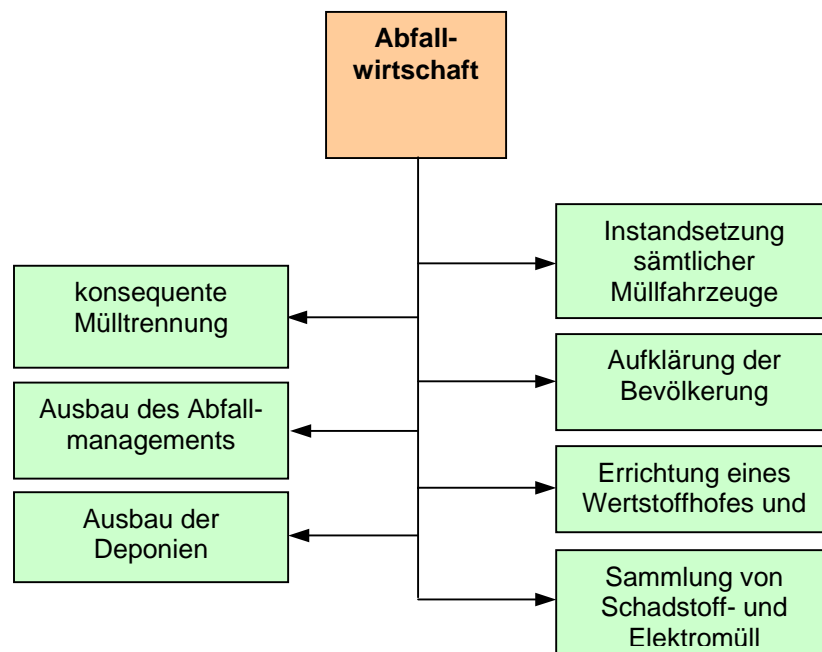 Abfall-
wirtschaft
konsequente
Mülltrennung
Ausbau des Abfall-
managements
Ausbau der
Deponien
Instandsetzung
sämtlicher
Müllfahrzeuge
Aufklärung der
Bevölkerung
Errichtung eines
Wertstoffhofes und
Sammlung von
Schadstoff- und
Elektromüll